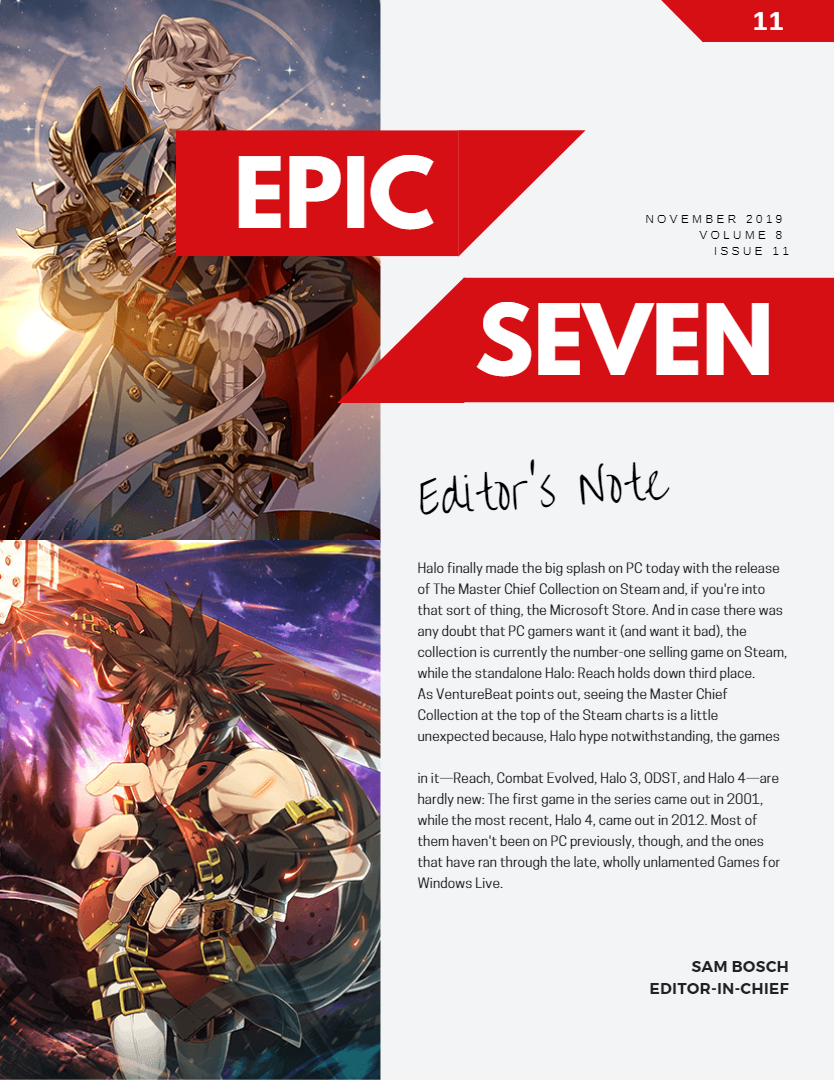 11
EPIC
NOVEMBER 2019
VOLUME 8
ISSUE 11
SEVEN
Editor's Note
Halo finally made the big splash on PC today with the release
of The Master Chief Collection on Steam and, if you're into
that sort of thing, the Microsoft Store. And in case there was
any doubt that PC gamers want it (and want it bad), the
collection is currently the number-one selling game on Steam,
while the standalone Halo: Reach holds down third place.
As VentureBeat points out, seeing the Master Chief
Collection at the top of the Steam charts is a little
unexpected because, Halo hype notwithstanding, the games
in it—Reach, Combat Evolved, Halo 3, ODST, and Halo 4—are
hardly new: The first game in the series came out in 2001,
while the most recent, Halo 4, came out in 2012. Most of
them haven't been on PC previously, though, and the ones
that have ran through the late, wholly unlamented Games for
Windows Live.
SAM BOSCH
EDITOR-IN-CHIEF